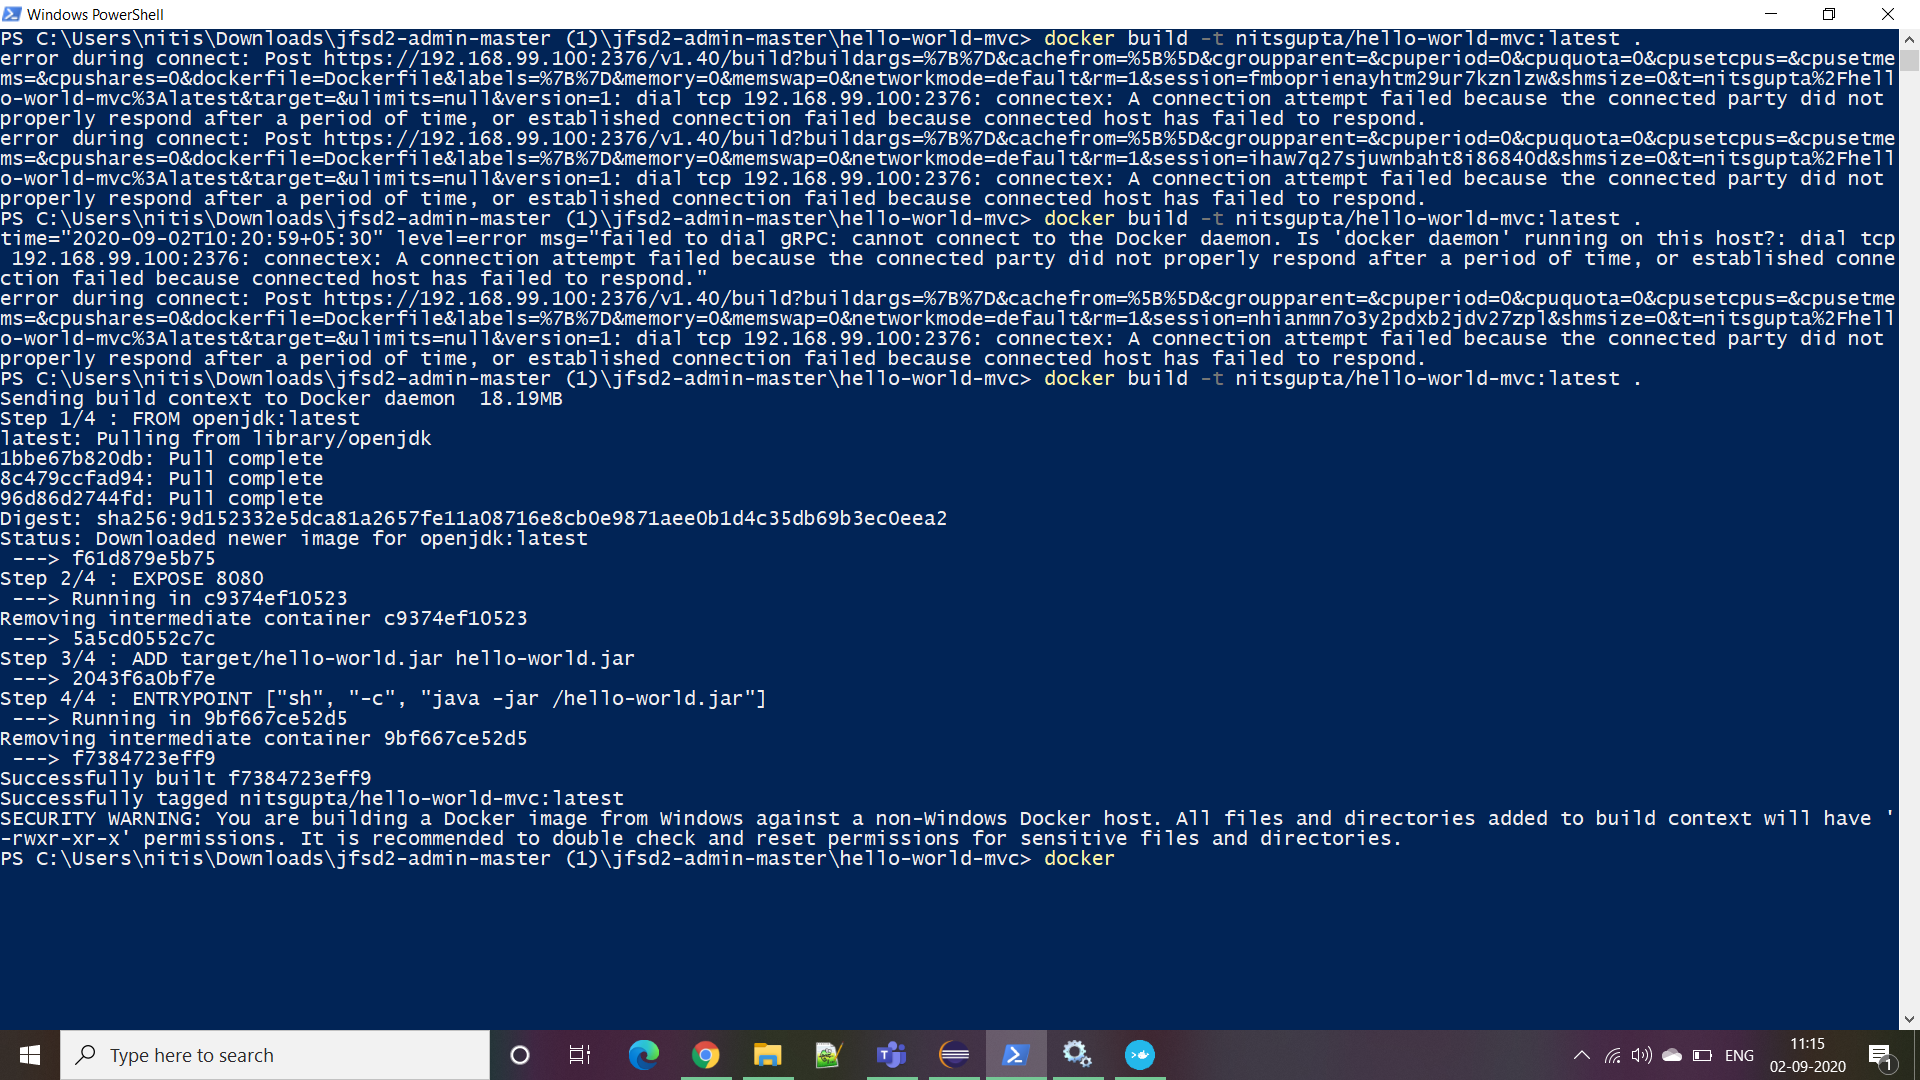 Windows PowerShell
PS C:\Users\nitis\Downloads\jfsd2-admin-master (1)\jfsd2-admin-master\hello-world-mvc> docker build -t nitsgupta/hello-world-mvc:latest .
error during connect: Post https://192.168.99.100:2376/v1.40/build?buildargs=%7B%7D&cachefrom=%5B%5D&cgroupparent=&cpuperiod=0&cpuquota=0&cpusetcpus=&cpusetme
ms=&cpushares=0&dockerfile=Dockerfile&labels=%7B%7D&memory=0&memswap=0&networkmode=default&rm=1&session=fmboprienayhtm29ur7kznlzw&shmsize=0&t=nitsgupta%2Fhell
o-world-mvc%3Alatest&target=&ulimits=null&version=1: dial tcp 192.168.99.100:2376: connectex: A connection attempt failed because the connected party did not
properly respond after a period of time, or established connection failed because connected host has failed to respond.
error during connect: Post https://192.168.99.100:2376/v1.40/build?buildargs=%7B%7D&cachefrom=%5B%5D&cgroupparent=&cpuperiod=0&cpuquota=0&cpusetcpus=&cpusetme
ms=&cpushares=0&dockerfile=Dockerfile&labels=%7B%7D&memory=0&memswap=0&networkmode=default&rm=1&session=ihaw7q27sjuwnbaht8i86840d&shmsize=0&t=nitsgupta%2Fhell
o-world-mvc%3Alatest&target=&ulimits=null&version=1: dial tcp 192.168.99.100:2376: connectex: A connection attempt failed because the connected party did not
properly respond after a period of time, or established connection failed because connected host has failed to respond.
PS C:\Users\nitis\Downloads\jfsd2-admin-master (1)\jfsd2-admin-master\hello-world-mvc> docker build -t nitsgupta/hello-world-mvc:latest .
time="2020-09-02T10:20:59+05:30" level=error msg="failed to dial gRPC: cannot connect to the Docker daemon. Is 'docker daemon' running on this host?: dial tcp
192.168.99.100:2376: connectex: A connection attempt failed because the connected party did not properly respond after a period of time, or established conne
ction failed because connected host has failed to respond."
error during connect: Post https://192.168.99.100:2376/v1.40/build?buildargs=%7B%7D&cachefrom=%5B%5D&cgroupparent=&cpuperiod=0&cpuquota=0&cpusetcpus=&cpusetme
ms=&cpushares=0&dockerfile=Dockerfile&labels=%7B%7D&memory=0&memswap=0&networkmode=default&rm=1&session=nhianmn7o3y2pdxb2jdv27zpl&shmsize=0&t=nitsgupta%2Fhell
o-world-mvc%3Alatest&target=&ulimits=null&version=1: dial tcp 192.168.99.100:2376: connectex: A connection attempt failed because the connected party did not
properly respond after a period of time, or established connection failed because connected host has failed to respond.
PS C:\Users\nitis\Downloads\jfsd2-admin-master (1)\jfsd2-admin-master\hello-world-mvc> docker build -t nitsgupta/hello-world-mvc:latest .
Sending build context to Docker daemon  18.19MB
Step 1/4 : FROM openjdk:latest
latest: Pulling from library/openjdk
1bbe67b820db: Pull complete
8c479ccfad94: Pull complete
96d86d2744fd: Pull complete
Digest: sha256:9d152332e5dca81a2657fe11a08716e8cb0e9871aee0b1d4c35db69b3ec0eea2
Status: Downloaded newer image for openjdk:latest
 ---> f61d879e5b75
Step 2/4 : EXPOSE 8080
 ---> Running in c9374ef10523
Removing intermediate container c9374ef10523
 ---> 5a5cd0552c7c
Step 3/4 : ADD target/hello-world.jar hello-world.jar
 ---> 2043f6a0bf7e
Step 4/4 : ENTRYPOINT ["sh", "-c", "java -jar /hello-world.jar"]
 ---> Running in 9bf667ce52d5
Removing intermediate container 9bf667ce52d5
 ---> f7384723eff9
Successfully built f7384723eff9
Successfully tagged nitsgupta/hello-world-mvc:latest
SECURITY WARNING: You are building a Docker image from Windows against a non-Windows Docker host. All files and directories added to build context will have '
-rwxr-xr-x' permissions. It is recommended to double check and reset permissions for sensitive files and directories.
PS C:\Users\nitis\Downloads\jfsd2-admin-master (1)\jfsd2-admin-master\hello-world-mvc> docker
Type here to search
ENG
11:15
02-09-2020
1